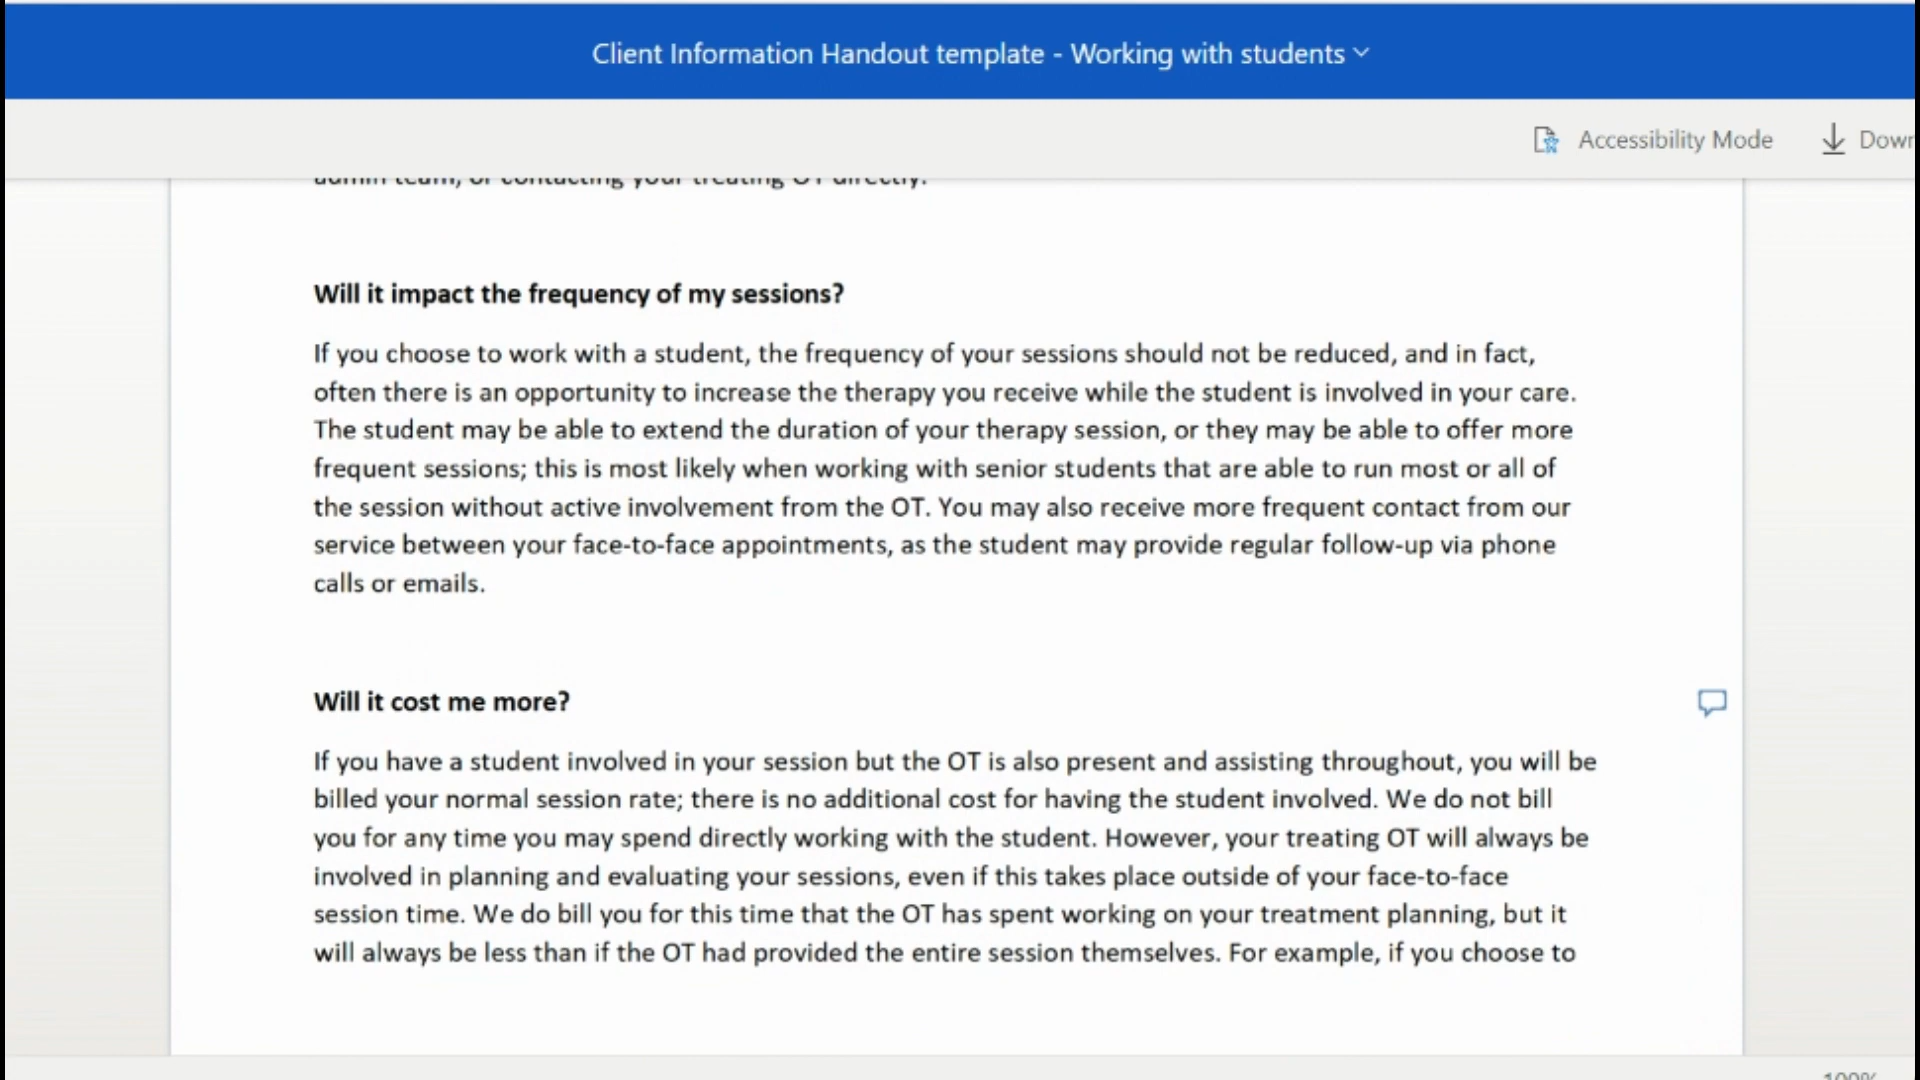 Client Information Handout template - Working with students
Accessibility Mode
admin team, or contacting your treating OT directly.
Will it impact the frequency of my sessions?
If you choose to work with a student, the frequency of your sessions should not be reduced, and in fact,
often there is an opportunity to increase the therapy you receive while the student is involved in your care.
The student may be able to extend the duration of your therapy session, or they may be able to offer more
frequent sessions; this is most likely when working with senior students that are able to run most or all of
the session without active involvement from the OT. You may also receive more frequent contact from our
service between your face-to-face appointments, as the student may provide regular follow-up via phone
calls or emails.
Will it cost me more?
If you have a student involved in your session but the OT is also present and assisting throughout, you will be
billed your normal session rate; there is no additional cost for having the student involved. We do not bill
you for any time you may spend directly working with the student. However, your treating OT will always be
involved in planning and evaluating your sessions, even if this takes place outside of your face-to-face
session time. We do bill you for this time that the OT has spent working on your treatment planning, but it
will always be less than if the OT had provided the entire session themselves. For example, if you choose to
100%